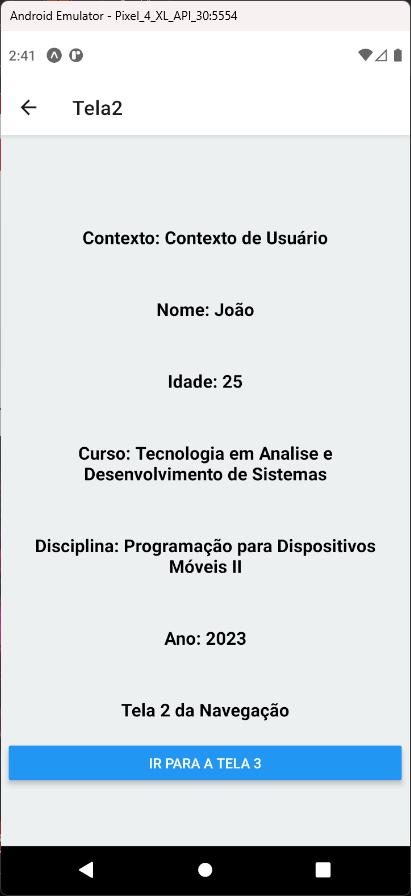 Android Emulator - Pixel_4_XL_API_30:5554
2:41
Tela2
Contexto: Contexto de Usuário
Nome: João
Idade: 25
Curso: Tecnologia em Analise e
Desenvolvimento de Sistemas
Disciplina: Programação para Dispositivos
Móveis II
Ano: 2023
Tela 2 da Navegação
IR PARA A TELA 3